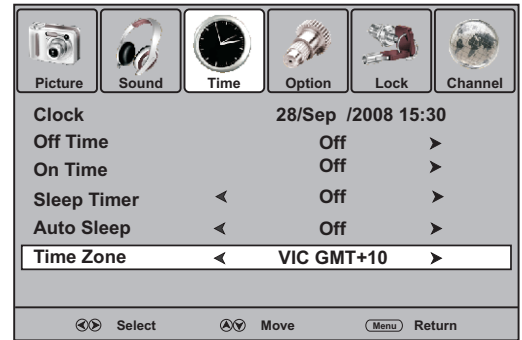 Picture Sound Time Option Lock Channel
Clock 28/Sep /2008 15:30
Off Time Off
On Time Off
Sleep Timer Off
Auto Sleep Off
Time Zone VIC GMT+10
Select Move Menu Return